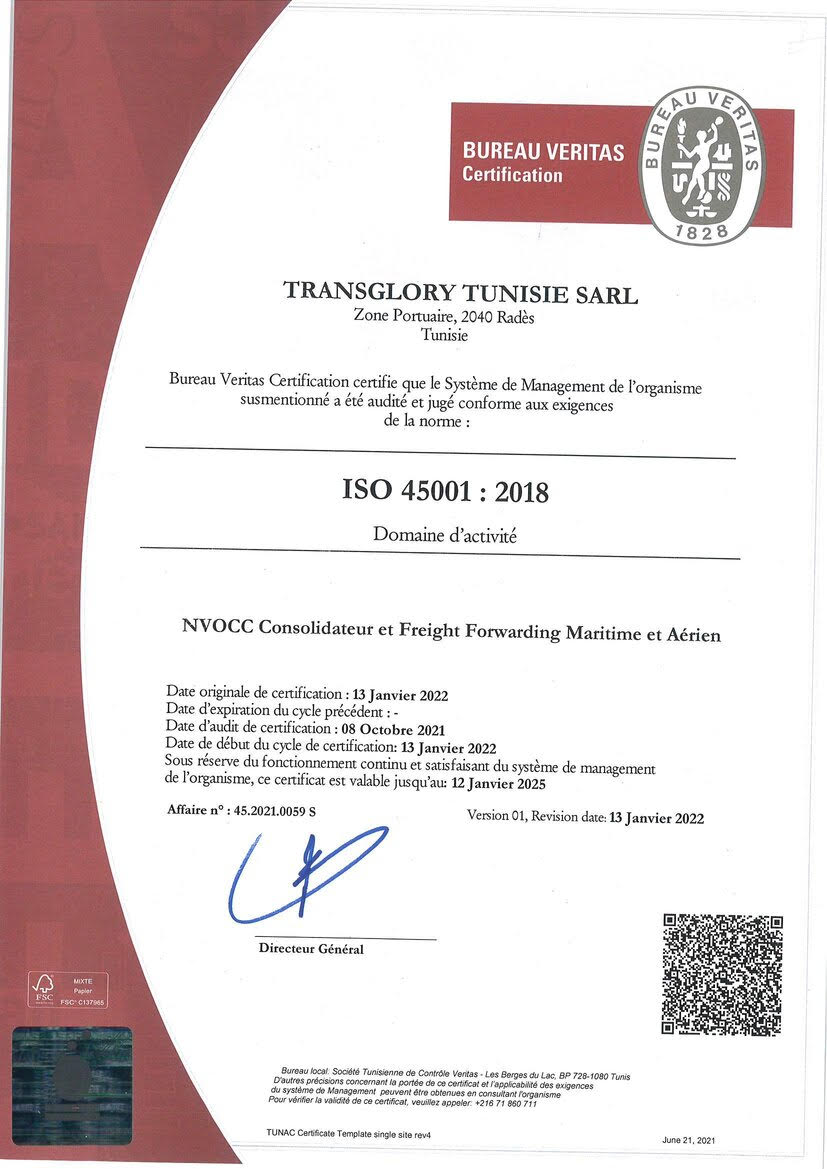 BUREAU VERITAS
Certification
BUREAU VERITAS
1828
TRANSGLORY TUNISIE SARL
Zone Portuaire, 2040 Radès
Tunisie
Bureau Veritas Certification certifie que le Système de Management de l'organisme
susmentionné a été audité et jugé conforme aux exigences
de la norme :
ISO 45001 : 2018
Domaine d'activité
NVOCC Consolidateur et Freight Forwarding Maritime et Aérien
Date originale de certification : 13 Janvier 2022
Date d'expiration du cycle précédent : -
Date d'audit de certification : 08 Octobre 2021
Date de début du cycle de certification: 13 Janvier 2022
Sous réserve du fonctionnement continu et satisfaisant du système de management
de l'organisme, ce certificat est valable jusqu'au: 12 Janvier 2025
Affaire n° : 45.2021.0059 S
Version 01, Revision date: 13 Janvier 2022
Directeur Général
MIXTE
Papier
FSC
FSC® C137965
Bureau local: Société Tunisienne de Contrôle Veritas - Les Berges du Lac, BP 728-1080 Tunis
D'autres précisions concernant la portée de ce certificat et l'applicabilité des exigences
du système de Management peuvent être obtenues en consultant l'organisme
Pour vérifier la validité de ce certificat, veuillez appeler: +216 71 860 711
TUNAC Certificate Template single site rev4
June 21, 2021